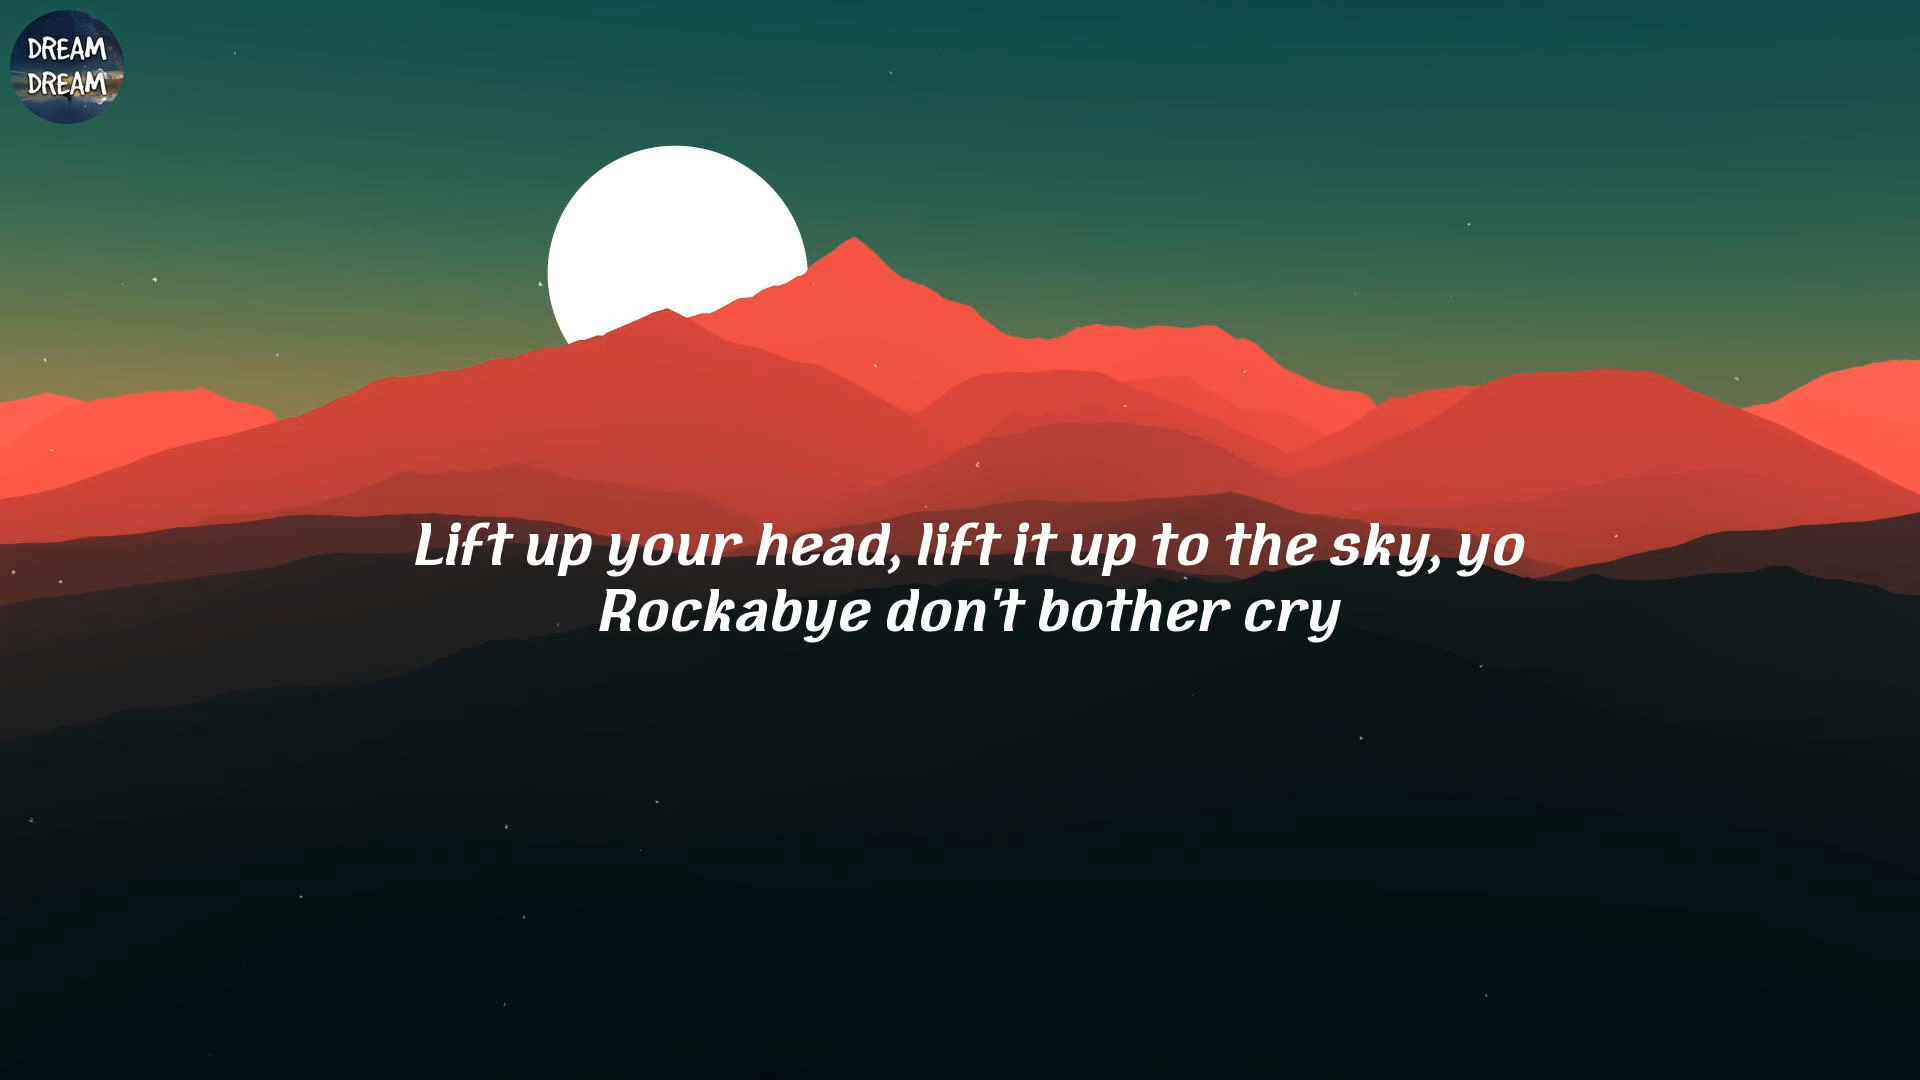 DREAM
DREAM
Lift up your head, lift it up to the sky, yo
Rockabye don't bother cry